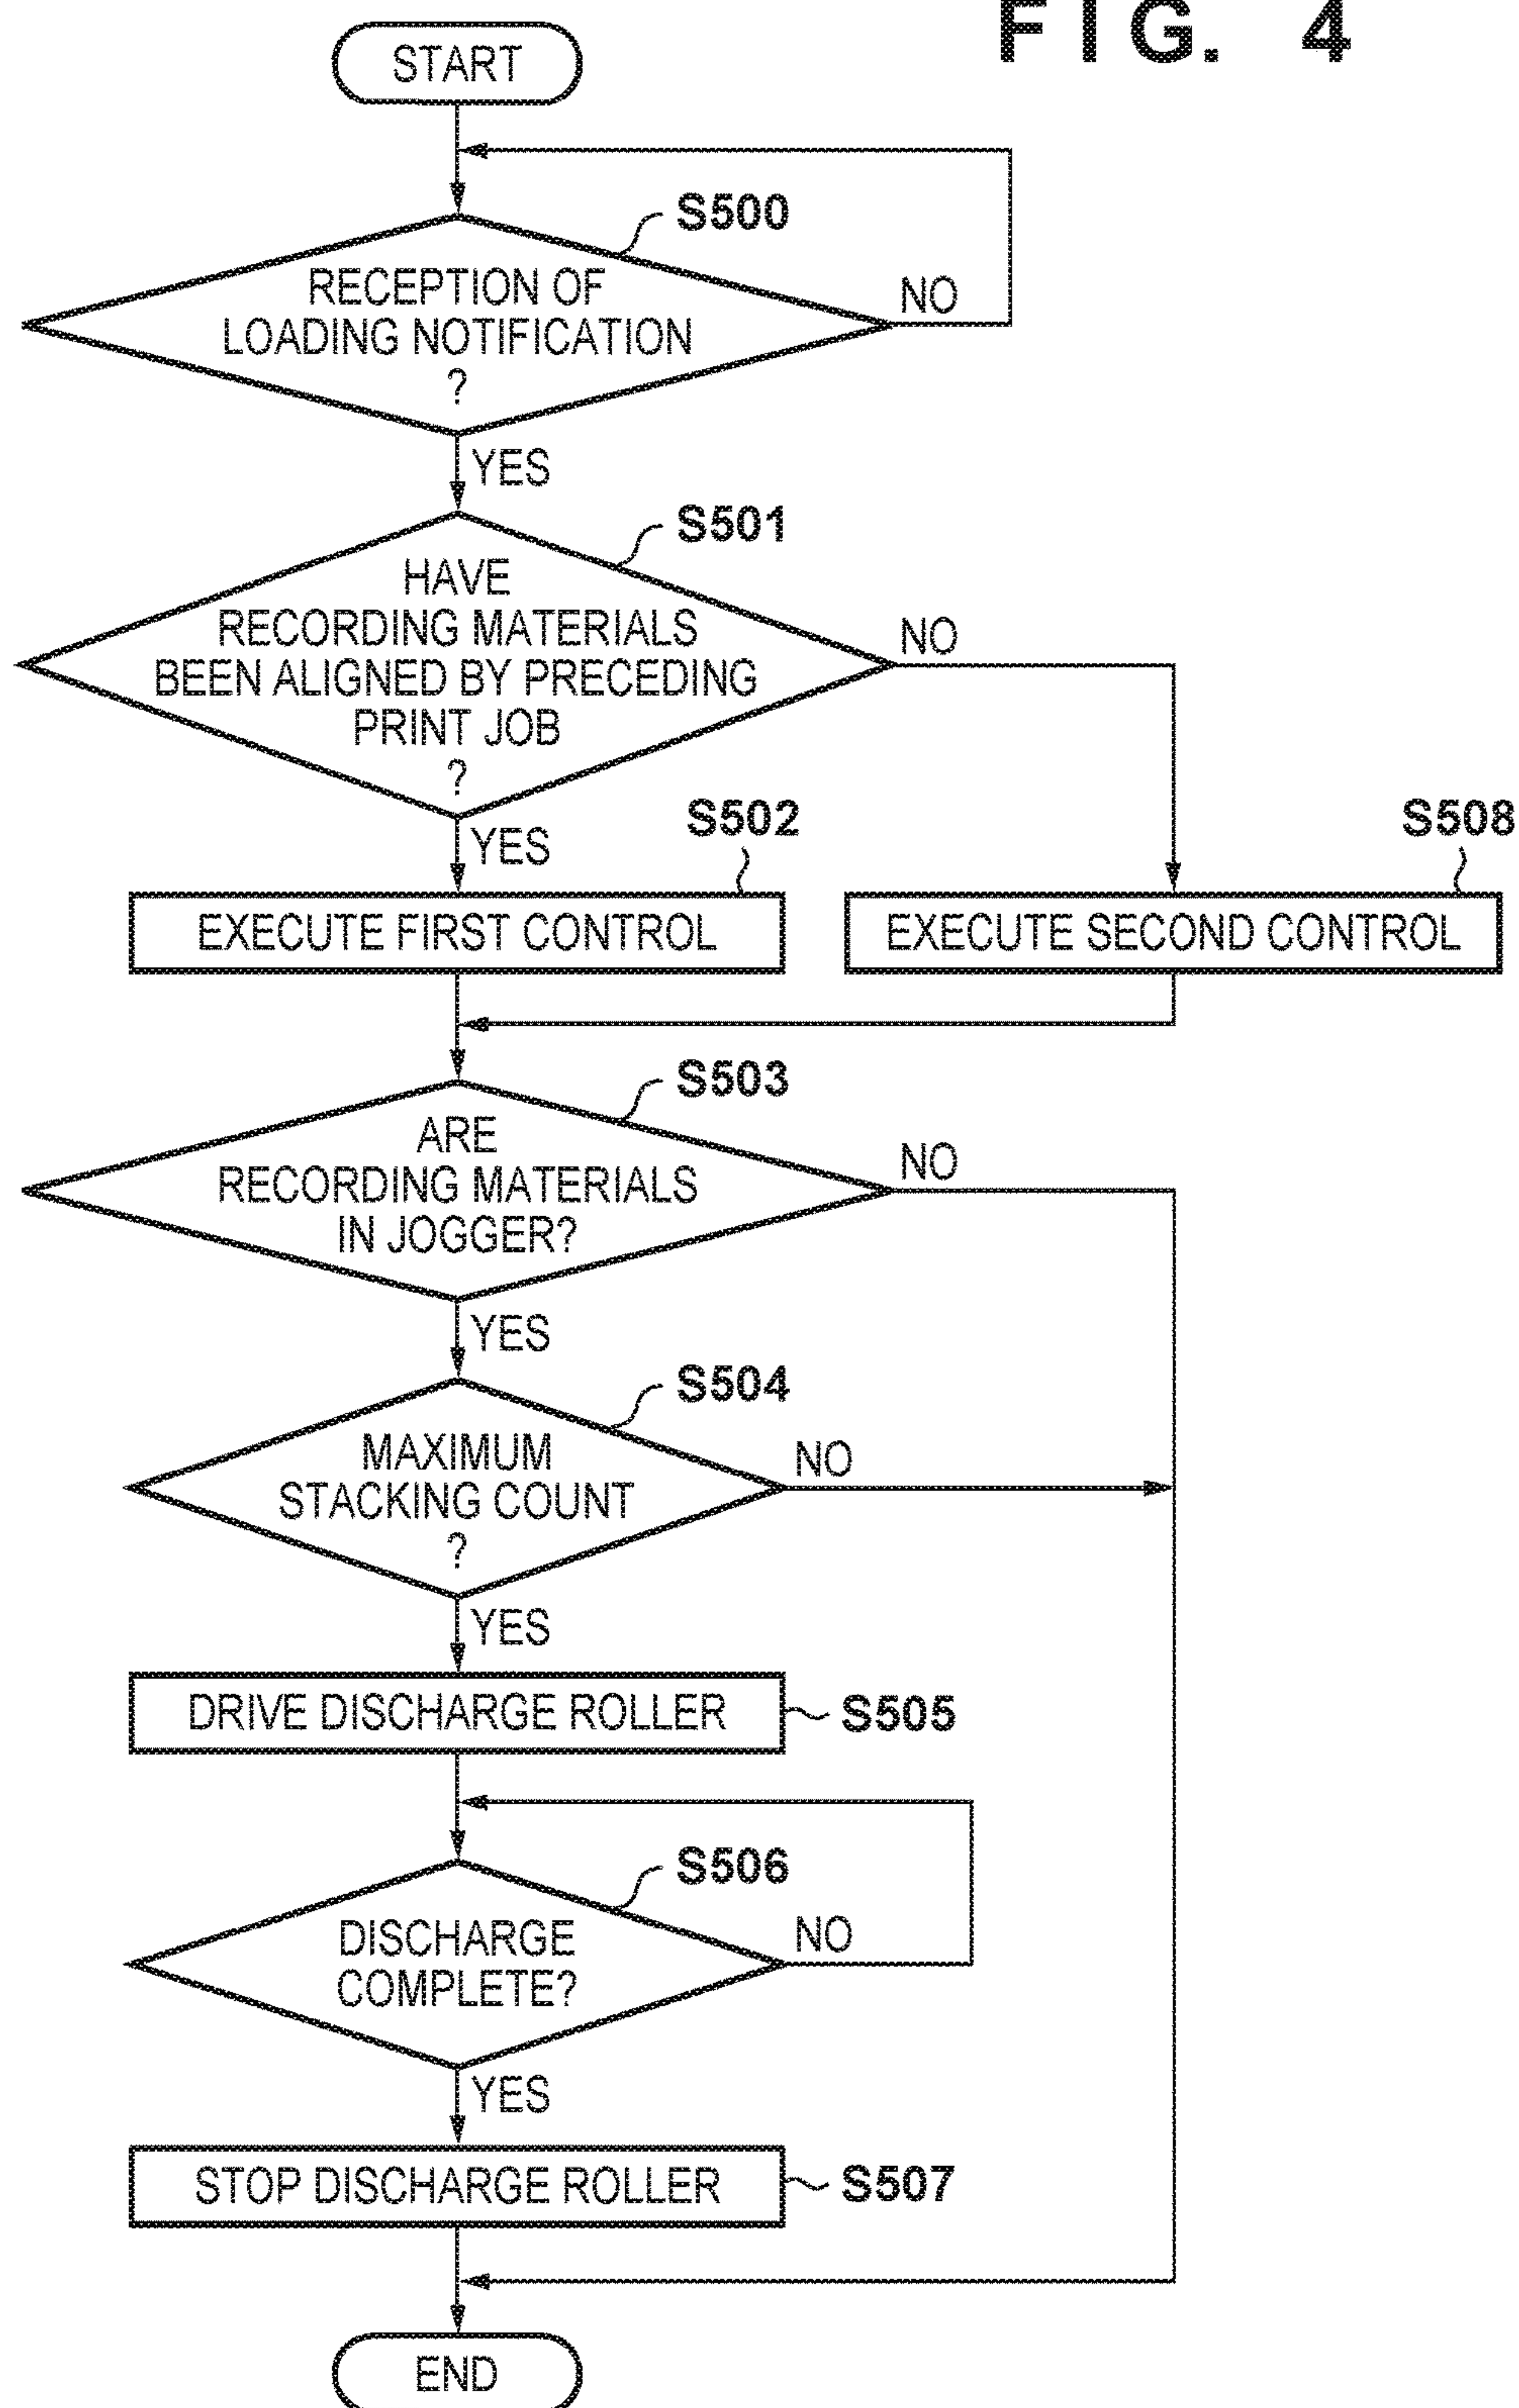 FIG. 4
START
S500
RECEPTION OF
LOADING NOTIFICATION
?
NO
YES
S501
HAVE
RECORDING MATERIALS
BEEN ALIGNED BY PRECEDING
PRINT JOB
?
NO
YES
S502
S508
EXECUTE FIRST CONTROL
EXECUTE SECOND CONTROL
S503
ARE
RECORDING MATERIALS
IN JOGGER?
NO
YES
S504
MAXIMUM
STACKING COUNT
?
NO
YES
DRIVE DISCHARGE ROLLER
S505
S506
DISCHARGE
COMPLETE?
NO
YES
STOP DISCHARGE ROLLER
S507
END